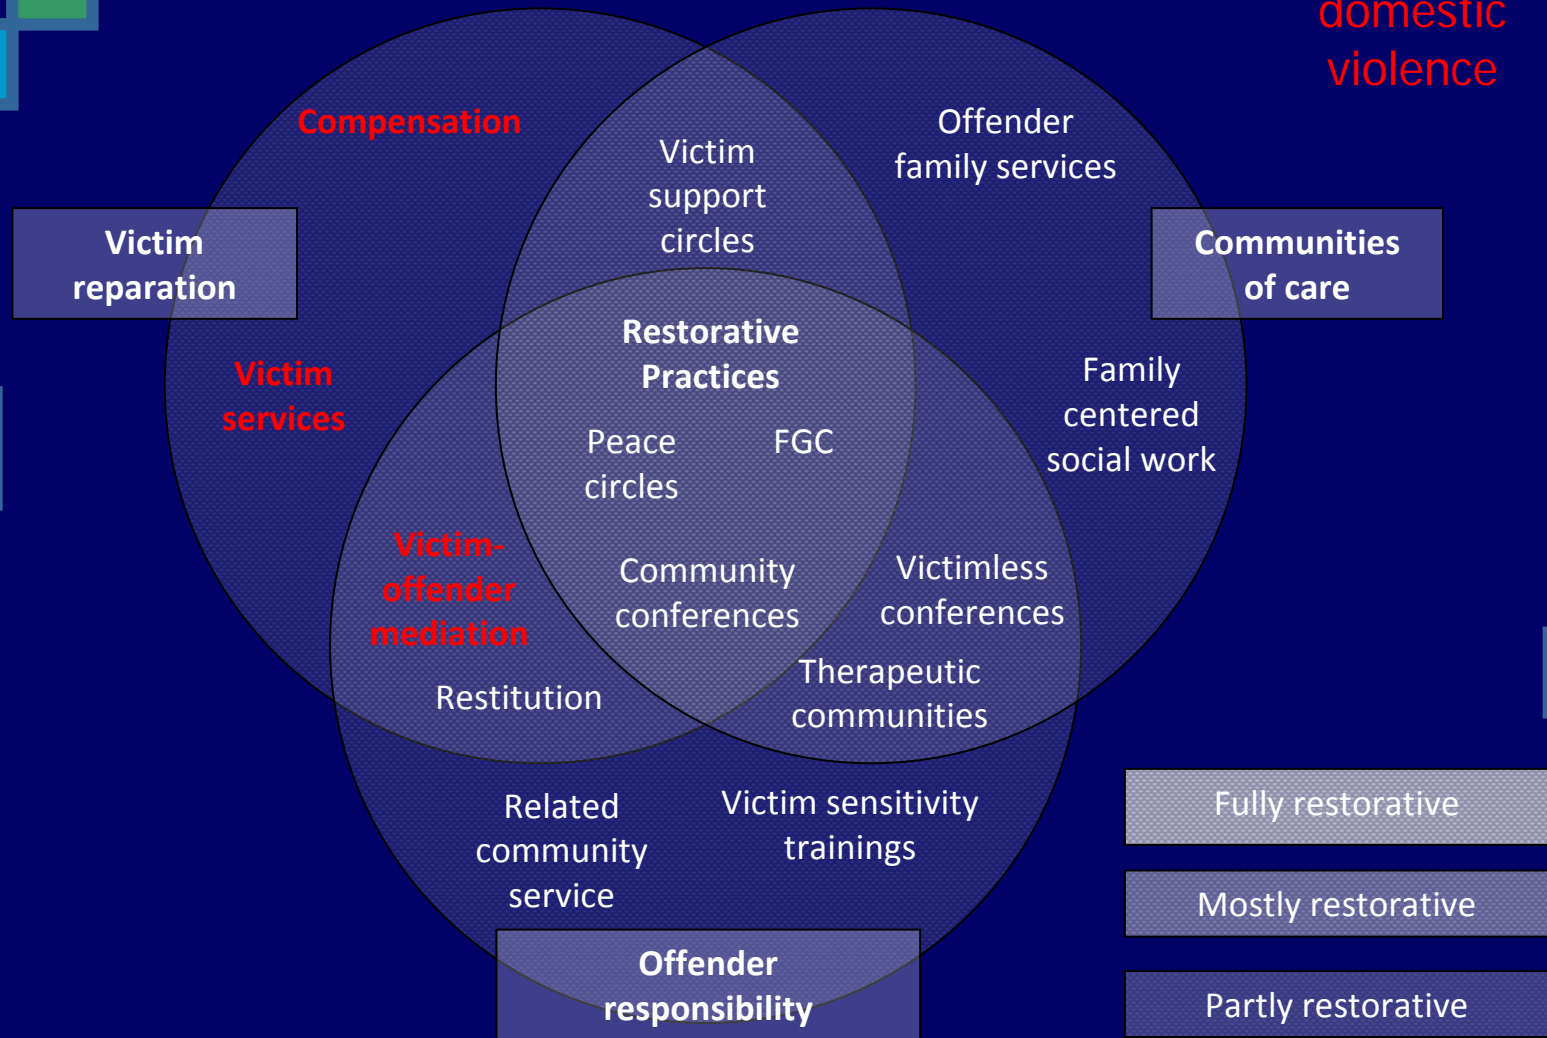 domestic
violence
Compensation
Offender
family services
Victim
support
circles
Victim
reparation
Communities
of care
Restorative
Practices
Victim
services
Family
centered
social work
Peace
circles
FGC
Victim-
offender
mediation
Community
conferences
Victimless
conferences
Restitution
Therapeutic
communities
Related
community
service
Victim sensitivity
trainings
Fully restorative
Mostly restorative
Offender
responsibility
Partly restorative